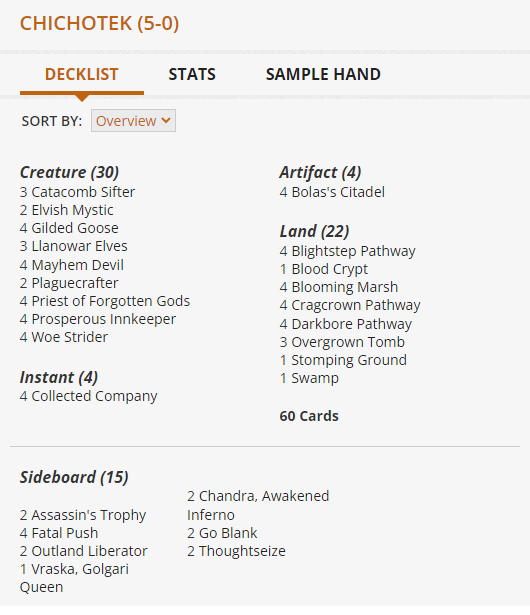 CHICHOTEK (5-0)
DECKLIST
STATS
SAMPLE HAND
SORT BY: Overview
Creature (30)
3 Catacomb Sifter
2 Elvish Mystic
4 Gilded Goose
3 Llanowar Elves
4 Mayhem Devil
2 Plaguecrafter
4 Priest of Forgotten Gods
4 Prosperous Innkeeper
4 Woe Strider
Instant (4)
4 Collected Company
Artifact (4)
4 Bolas's Citadel
Land (22)
4 Blightstep Pathway
1 Blood Crypt
4 Blooming Marsh
4 Cragcrown Pathway
4 Darkbore Pathway
3 Overgrown Tomb
1 Stomping Ground
1 Swamp
60 Cards
Sideboard (15)
2 Assassin's Trophy
4 Fatal Push
2 Outland Liberator
1 Vraska, Golgari
Queen
2 Chandra, Awakened
Inferno
2 Go Blank
2 Thoughtseize